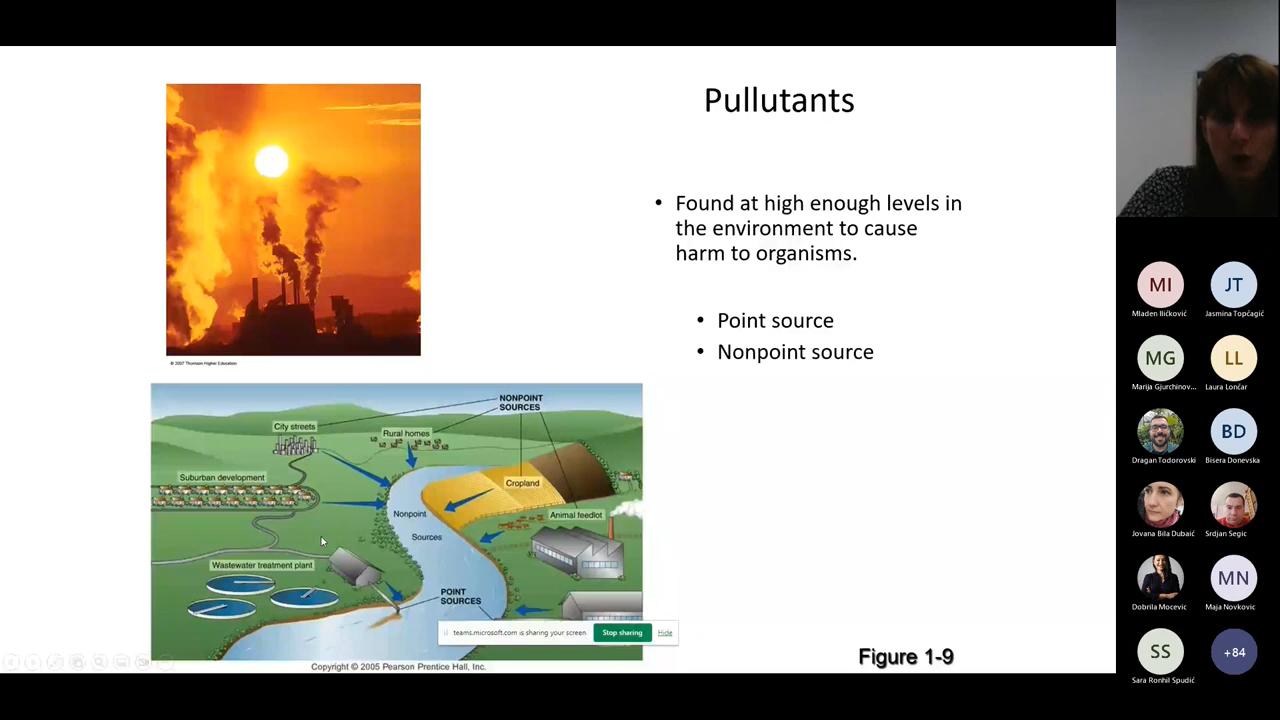 Pullutants
Found at high enough levels in
the environment to cause
harm to organisms.
Point source
Nonpoint source
© 2007 Thomson Higher Education
NONPOINT
SOURCES
City streets
Rural homes
Suburban development
Cropland
Nonpoint
Sources
Animal feedlot
Wastewater treatment plant
POINT
SOURCES
teams.microsoft.com is sharing your screen
Stop sharing
Hide
Copyright © 2005 Pearson Prentice Hall, Inc.
Figure 1-9
MI
JT
Mladen Iličković
Jasmina Topčagić
MG
LL
Marija Gjurchinov...
Laura Lončar
BD
Dragan Todorovski
Bisera Donevska
Jovana Bila Dubaić
Srdjan Segic
MN
Dobrila Mocevic
Maja Novkovic
SS
+84
Sara Ronhil Spudić